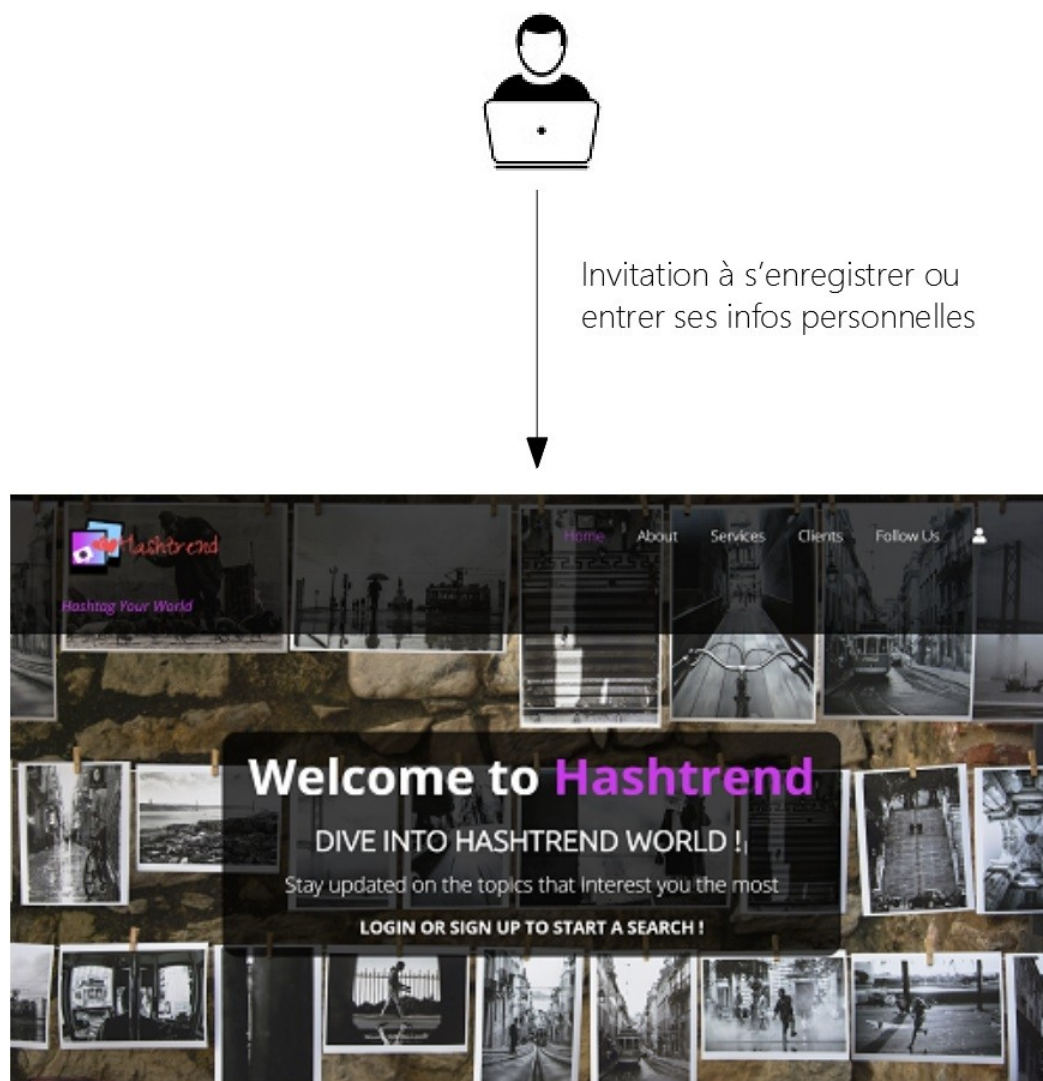 Invitation à s’enregistrer ou
entrer ses infos personnelles
Hashtrend
Home About Services Clients Follow Us
Hashtag Your World
Welcome to Hashtrend
DIVE INTO HASHTREND WORLD !
Stay updated on the topics that interest you the most
LOGIN OR SIGN UP TO START A SEARCH !